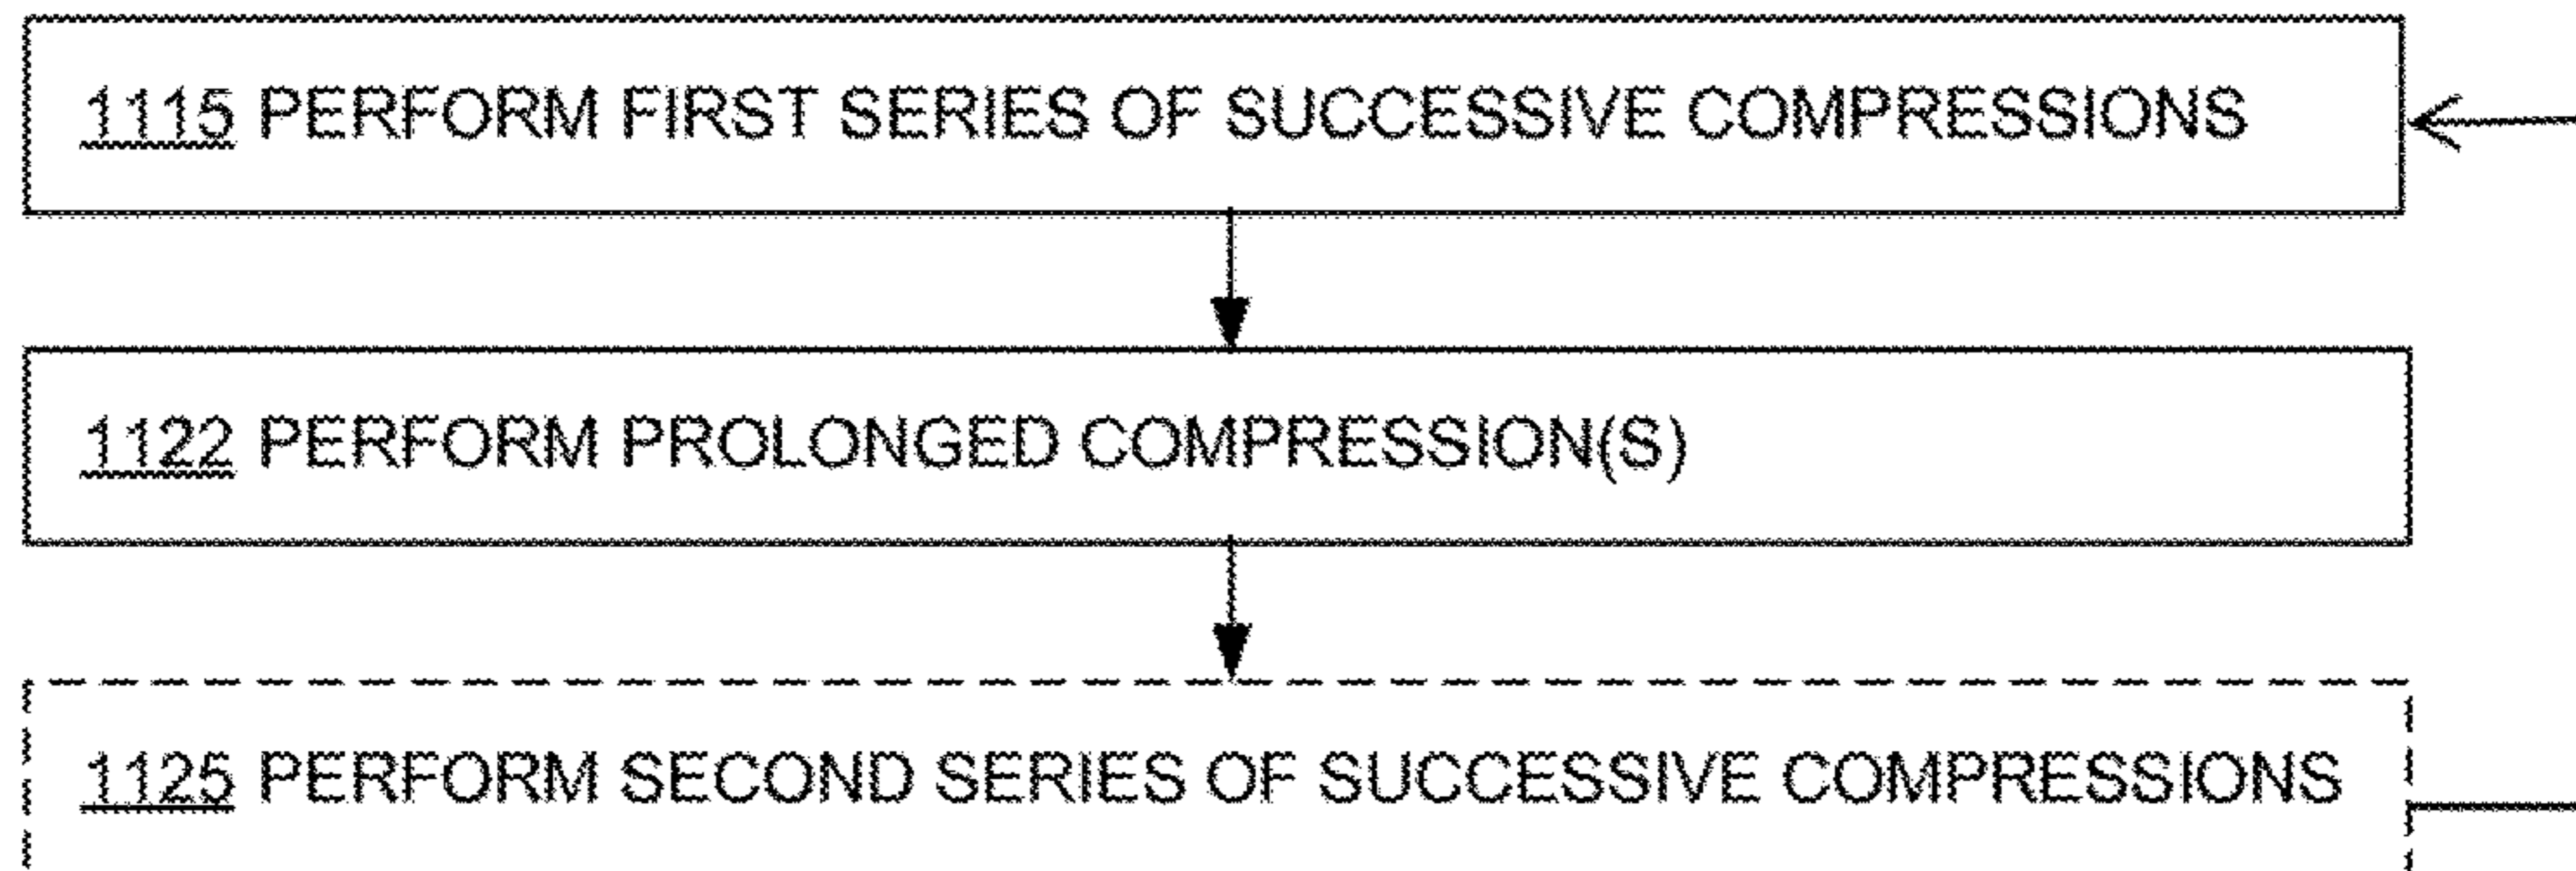 1115 PERFORM FIRST SERIES OF SUCCESSIVE COMPRESSIONS
1122 PERFORM PROLONGED COMPRESSION(S)
1125 PERFORM SECOND SERIES OF SUCCESSIVE COMPRESSIONS